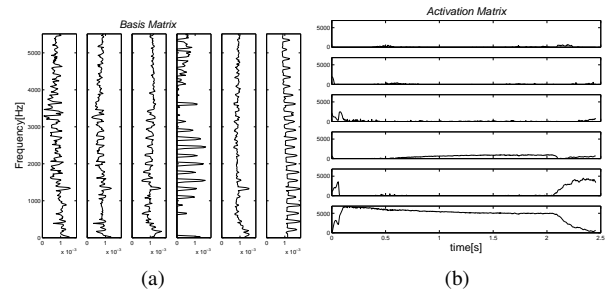 Basis Matrix
Activation Matrix
Frequency[Hz]
5000
4000
3000
2000
1000
0
0 1 0 1 0 1 0 1 0 1 0 1
x 10⁻³ x 10⁻³ x 10⁻³ x 10⁻³ x 10⁻³ x 10⁻³
5000
0
5000
0
5000
0
5000
0
5000
0
5000
0
0 0.5 1 1.5 2 2.5
time[s]
(a)
(b)